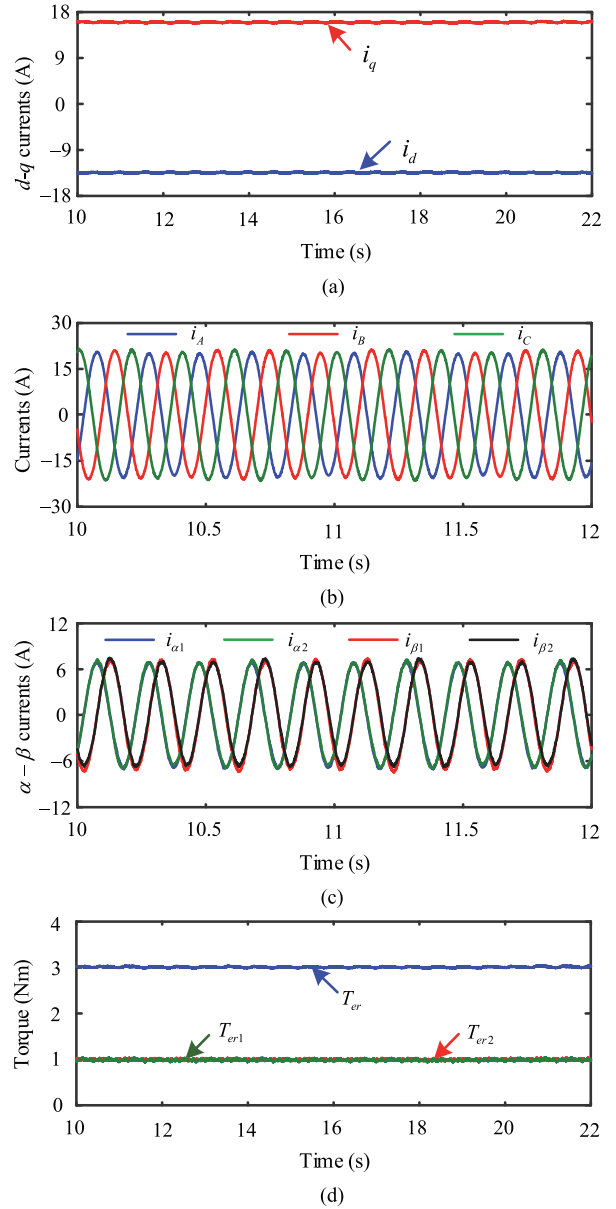 18
9
0
−9
−18
d-q currents (A)
i_q
i_d
10 12 14 16 18 20 22
Time (s)
(a)
30
15
0
−15
−30
Currents (A)
i_A i_B i_C
10 10.5 11 11.5 12
Time (s)
(b)
12
6
0
−6
−12
α − β currents (A)
i_α1 i_α2 i_β1 i_β2
10 10.5 11 11.5 12
Time (s)
(c)
4
3
2
1
0
Torque (Nm)
T_er
T_er1 T_er2
10 12 14 16 18 20 22
Time (s)
(d)